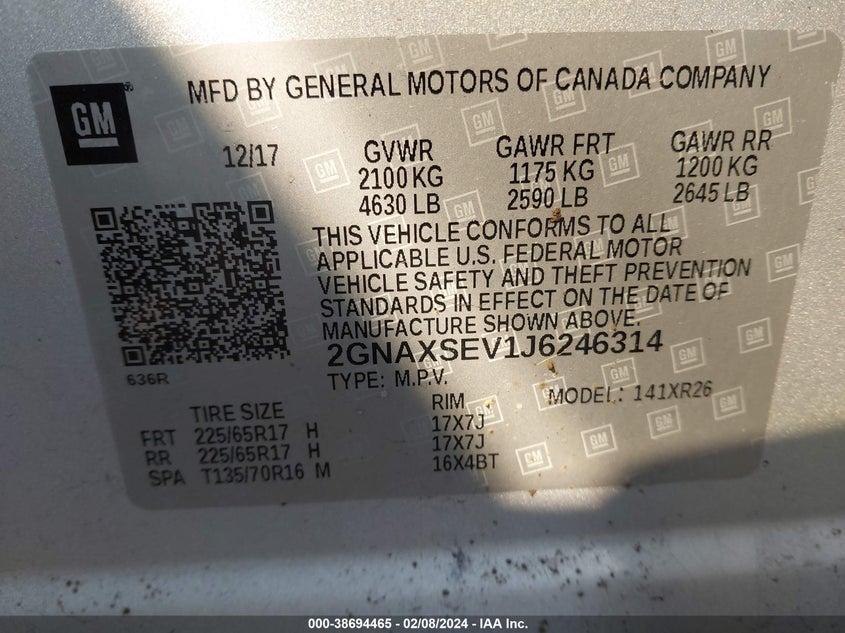 GM
MFD BY GENERAL MOTORS OF CANADA COMPANY
12/17
GVWR GAWR FRT GAWR RR
2100 KG 1175 KG 1200 KG
4630 LB 2590 LB 2645 LB
THIS VEHICLE CONFORMS TO ALL
APPLICABLE U.S. FEDERAL MOTOR
VEHICLE SAFETY AND THEFT PREVENTION
STANDARDS IN EFFECT ON THE DATE OF
MANUFACTURE SHOWN ABOVE.
2GNAXSEV1J6246314
636R
TYPE: M.P.V. MODEL: 141XR26
TIRE SIZE RIM
FRT 225/65R17 H 17X7J
RR 225/65R17 H 17X7J
SPA T135/70R16 M 16X4BT
000-38694465 - 02/08/2024 - IAA Inc.